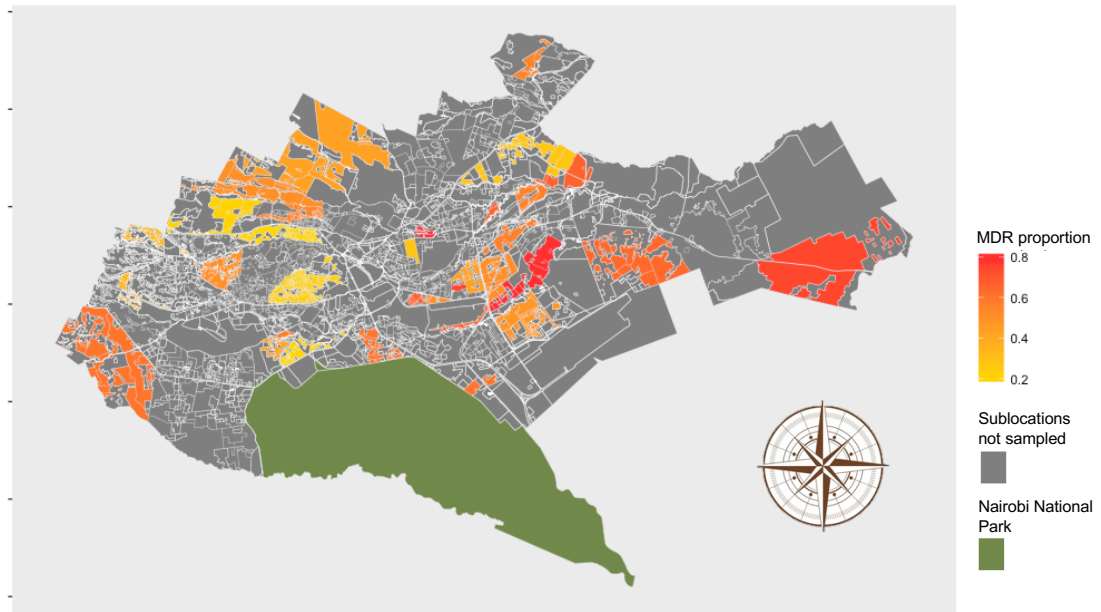 MDR proportion
0.8
0.6
0.4
0.2
Sublocations
not sampled
Nairobi National
Park